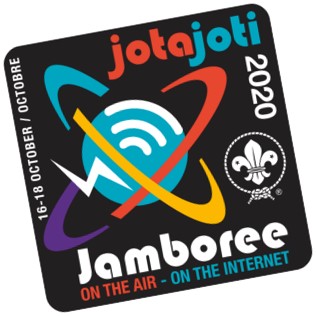 jotajoti
2020
16-18 OCTOBER / OCTOBRE
®
Jamboree
ON THE AIR - ON THE INTERNET